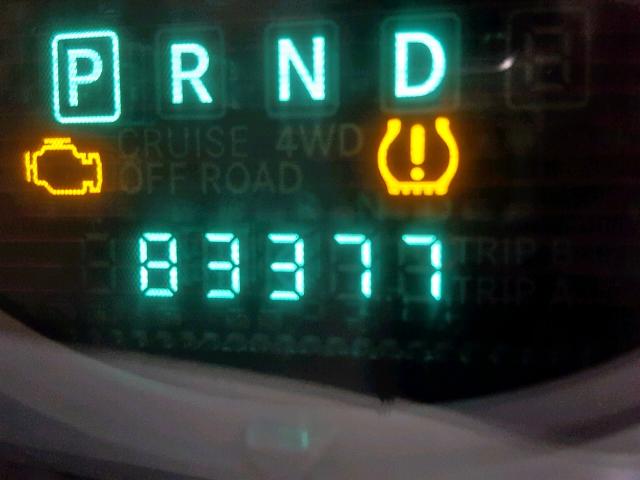 P R N D
CRUISE 4WD
OFF ROAD
83377 TRIP B
TRIP A